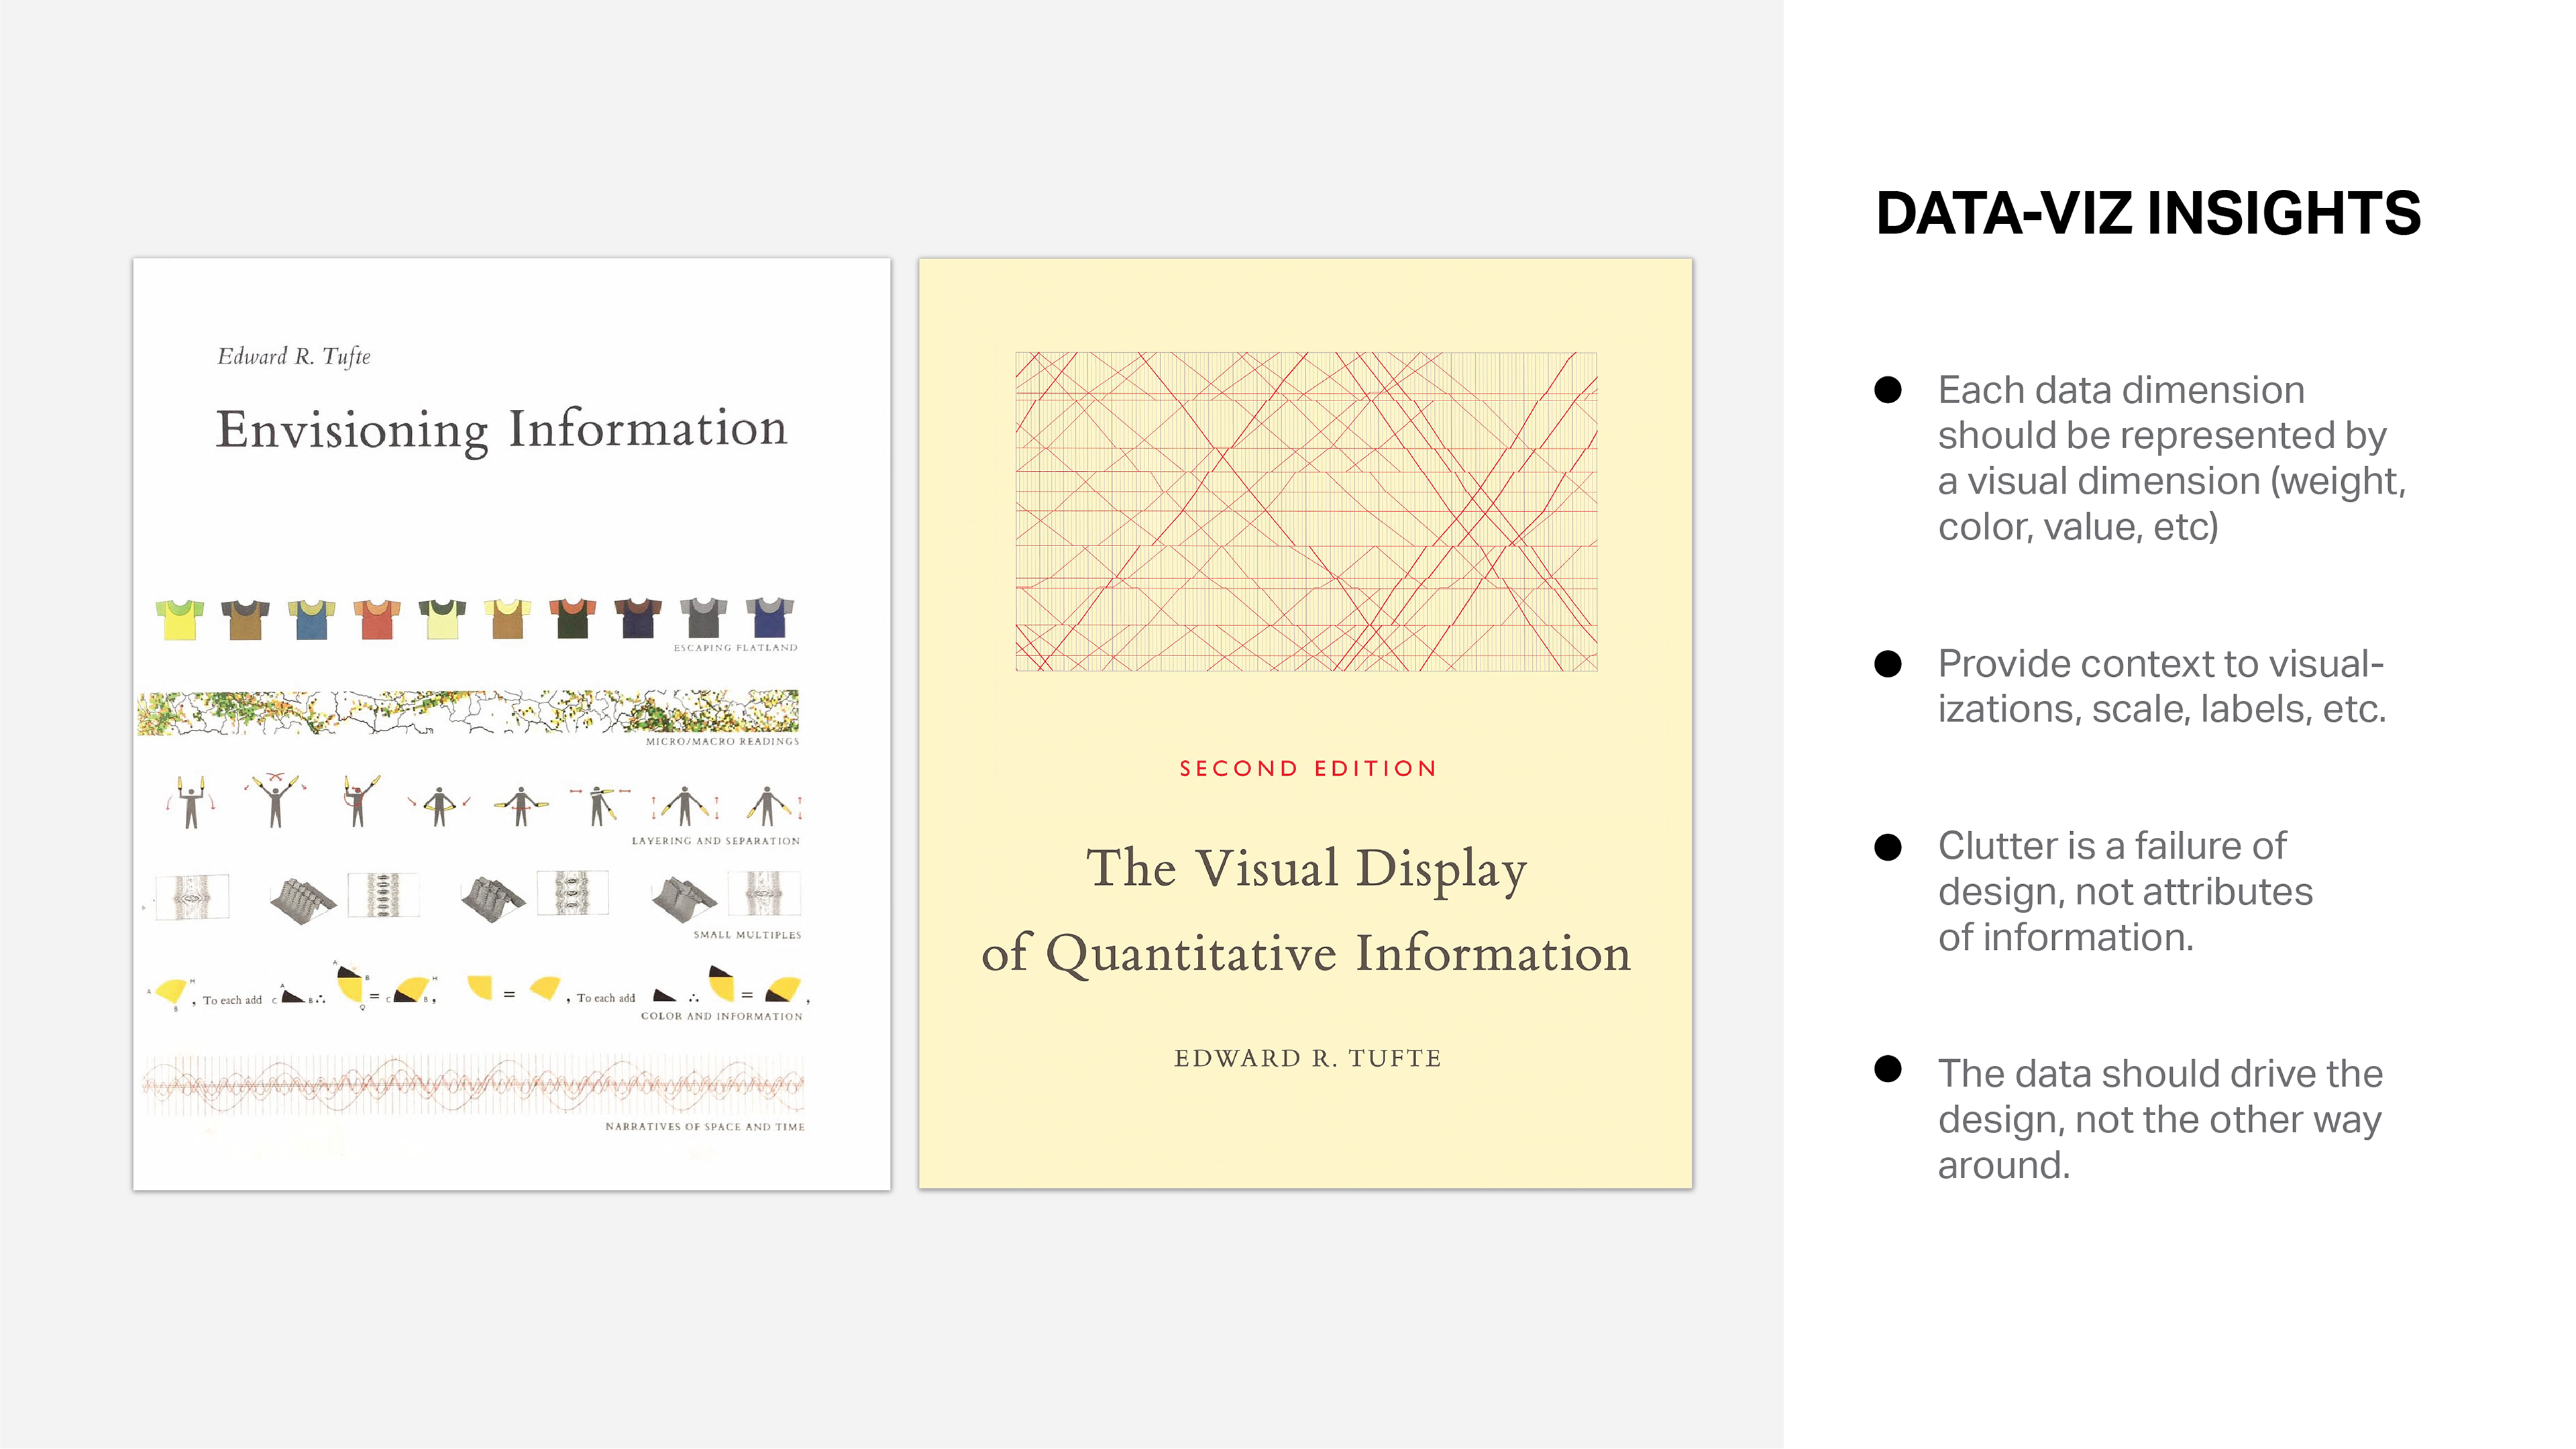 Edward R. Tufte
Envisioning Information
ESCAPING FLATLAND
MICRO/MACRO READINGS
LAYERING AND SEPARATION
SMALL MULTIPLES
A H B , To each add C A B ∴ A B Q = C H B , = , To each add ∴ = ,
COLOR AND INFORMATION
NARRATIVES OF SPACE AND TIME
SECOND EDITION
The Visual Display
of Quantitative Information
EDWARD R. TUFTE
DATA-VIZ INSIGHTS
● Each data dimension
should be represented by
a visual dimension (weight,
color, value, etc)
● Provide context to visual-
izations, scale, labels, etc.
● Clutter is a failure of
design, not attributes
of information.
● The data should drive the
design, not the other way
around.